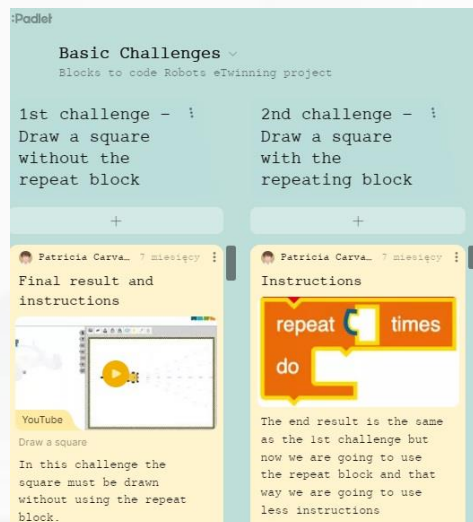 :Padlet
Basic Challenges
Blocks to code Robots eTwinning project
1st challenge –
Draw a square
without the
repeat block
2nd challenge –
Draw a square
with the
repeating block
+
+
Patricia Carva… 7 miesięcy
Final result and
instructions
YouTube
Draw a square
In this challenge the
square must be drawn
without using the repeat
block.
Patricia Carva… 7 miesięcy
Instructions
repeat times
do
The end result is the same
as the 1st challenge but
now we are going to use
the repeat block and that
way we are going to use
less instructions